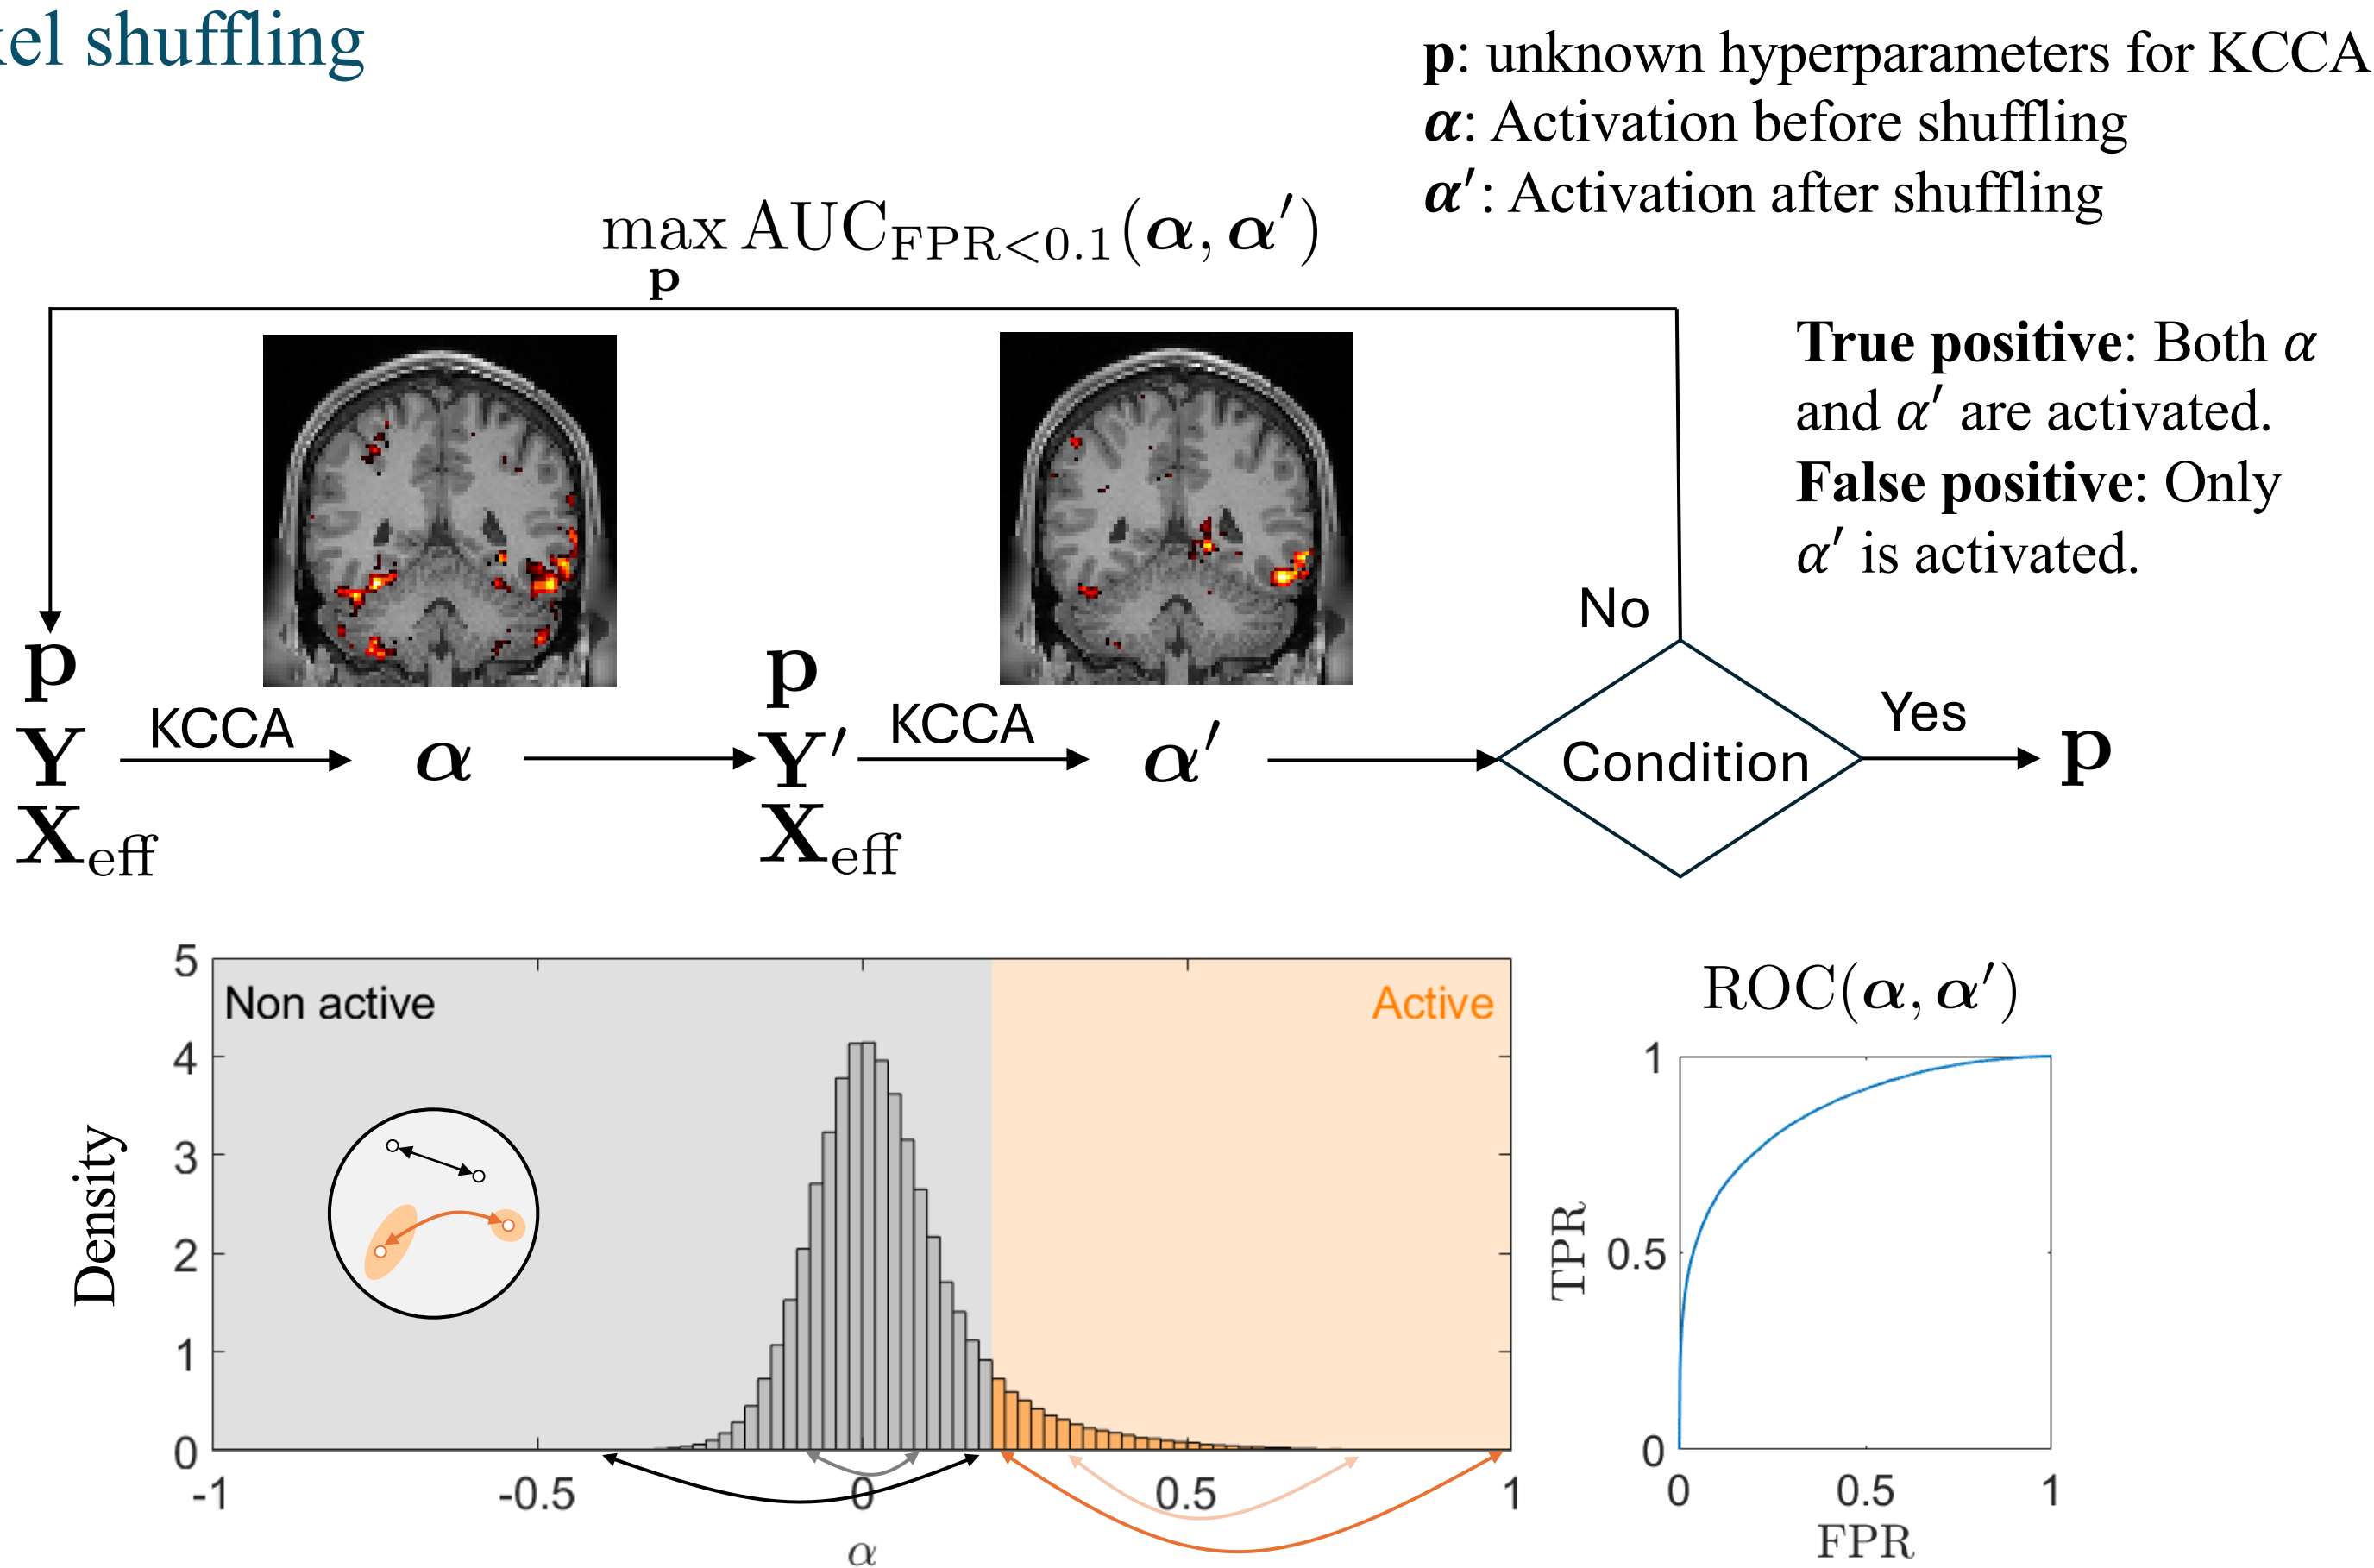 shuffling
p: unknown hyperparameters for KCCA
α: Activation before shuffling
α′: Activation after shuffling
max AUC_FPR<0.1(α, α′)
p
True positive: Both α
and α′ are activated.
False positive: Only
α′ is activated.
No
p
Y
X_eff
KCCA
α
p
Y′
X_eff
KCCA
α′
Condition
Yes
p
5
4
3
2
1
0
Density
Non active
Active
-1
-0.5
0
0.5
1
α
ROC(α, α′)
1
0.5
0
TPR
0
0.5
1
FPR